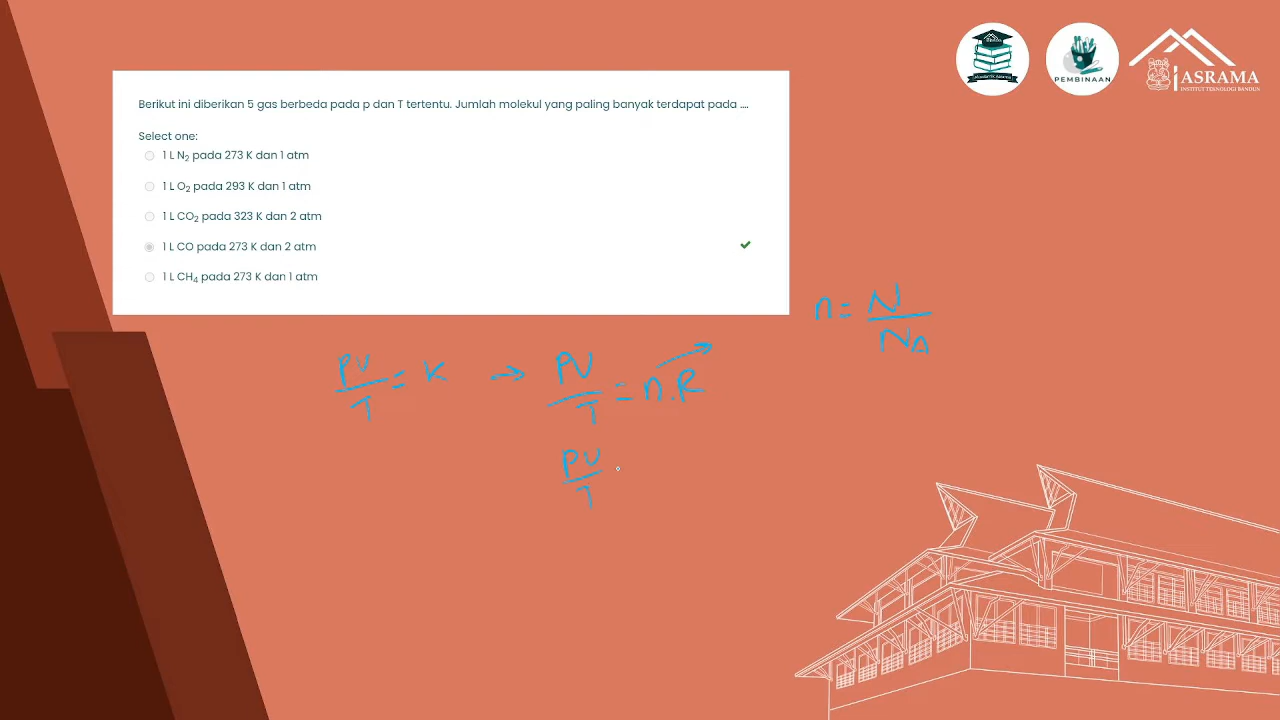 PEMBINAAN
ASRAMA
INSTITUT TEKNOLOGI BANDUNG
Berikut ini diberikan 5 gas berbeda pada p dan T tertentu. Jumlah molekul yang paling banyak terdapat pada ....
Select one:
1 L N₂ pada 273 K dan 1 atm
1 L O₂ pada 293 K dan 1 atm
1 L CO₂ pada 323 K dan 2 atm
1 L CO pada 273 K dan 2 atm
1 L CH₄ pada 273 K dan 1 atm
n = N/N_A
PV/T = K → PV/T = n.R
PV/T